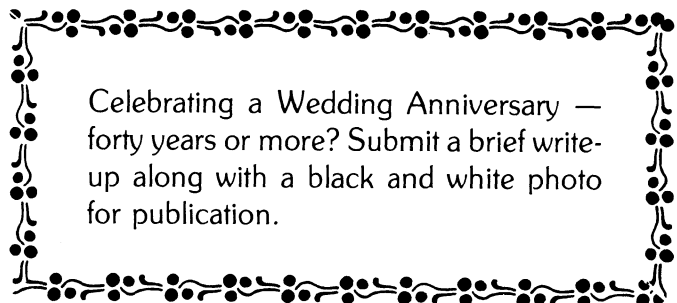 Celebrating a Wedding Anniversary —
forty years or more? Submit a brief write-
up along with a black and white photo
for publication.